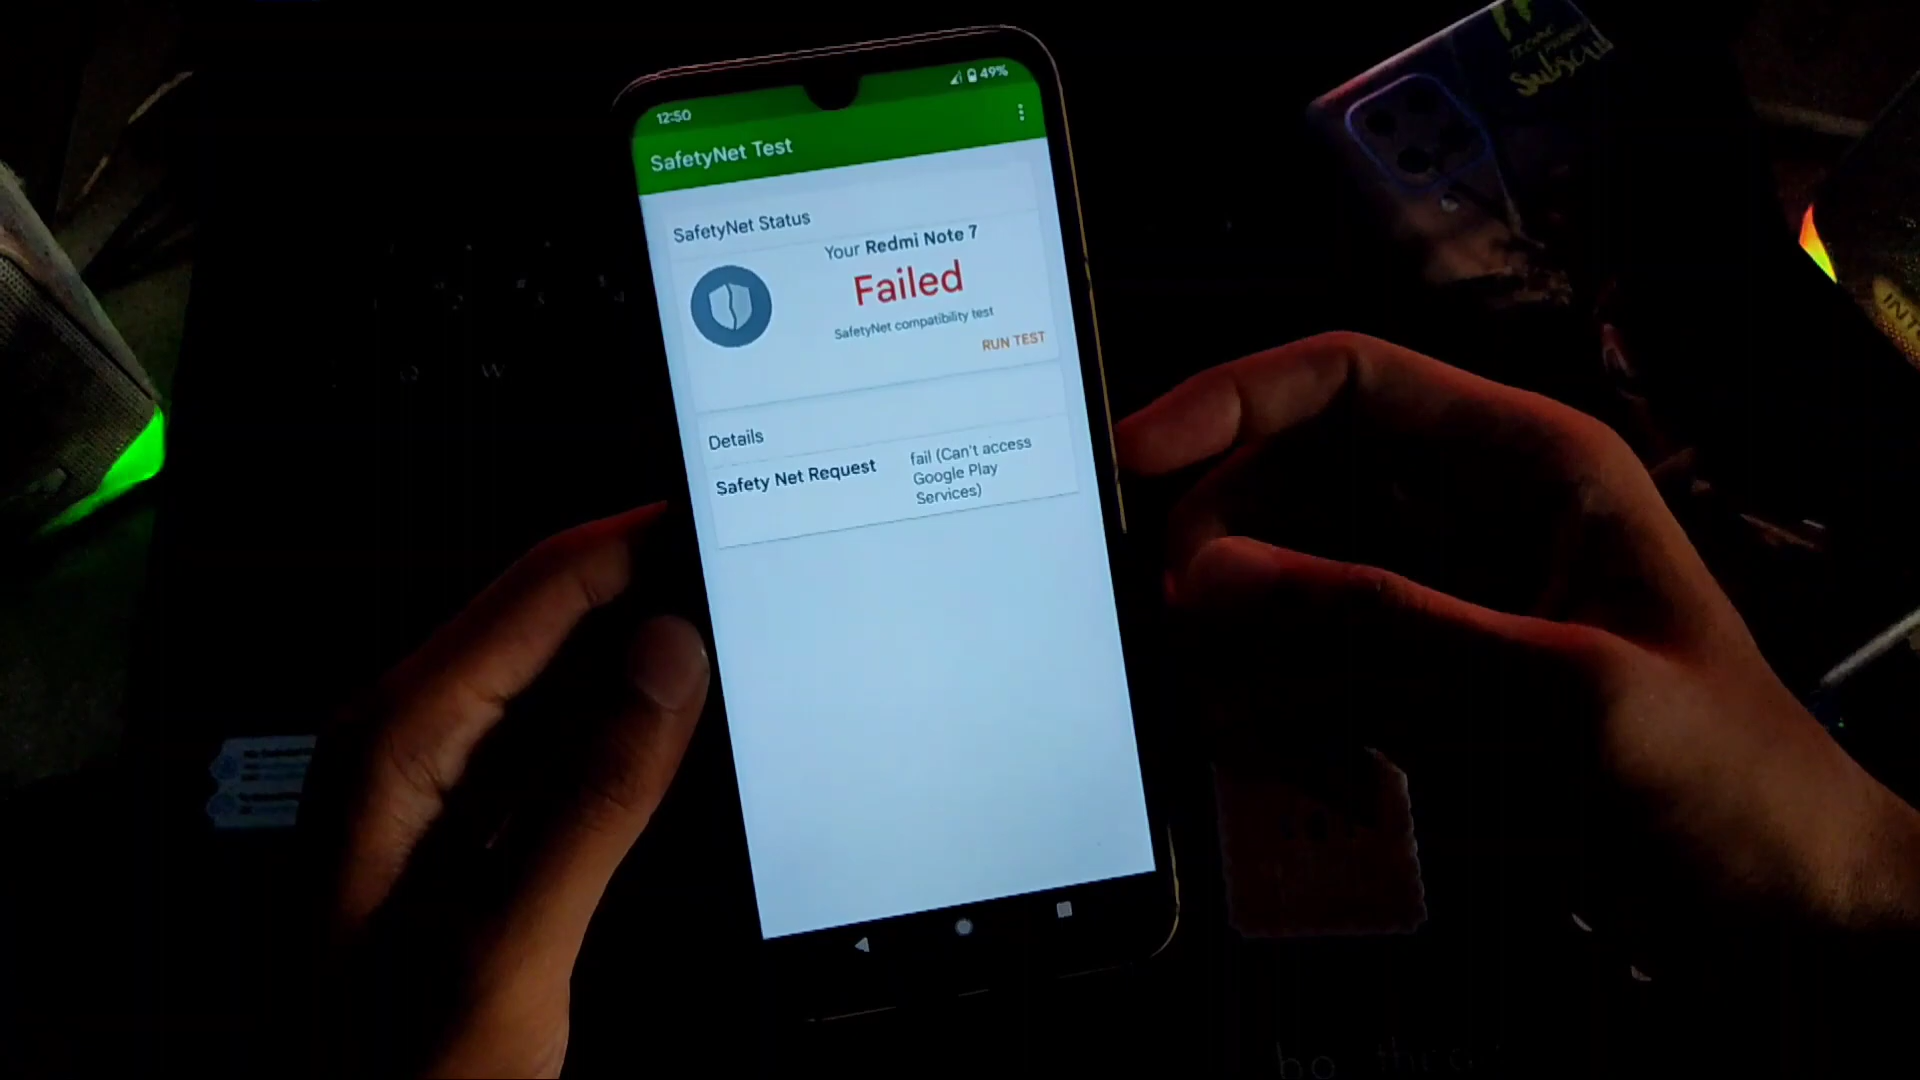 12:50
49%
SafetyNet Test
SafetyNet Status
Your Redmi Note 7
Failed
SafetyNet compatibility test
RUN TEST
Details
Safety Net Request
fail (Can't access
Google Play
Services)
Q
W